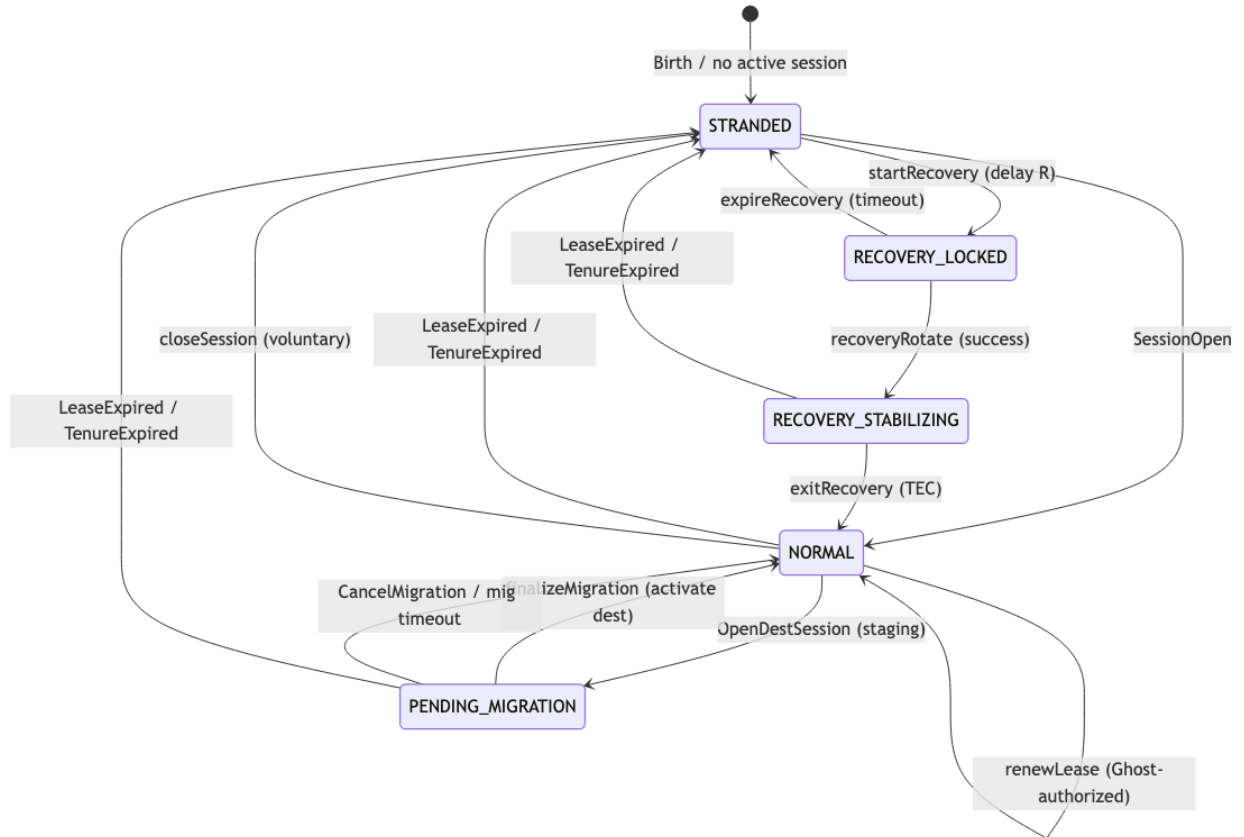 Birth / no active session
STRANDED
startRecovery (delay R)
expireRecovery (timeout)
LeaseExpired /
TenureExpired
RECOVERY_LOCKED
closeSession (voluntary)
LeaseExpired /
TenureExpired
recoveryRotate (success)
SessionOpen
LeaseExpired /
TenureExpired
RECOVERY_STABILIZING
exitRecovery (TEC)
NORMAL
CancelMigration / mig
timeout
finalizeMigration (activate
dest)
OpenDestSession (staging)
PENDING_MIGRATION
renewLease (Ghost-
authorized)